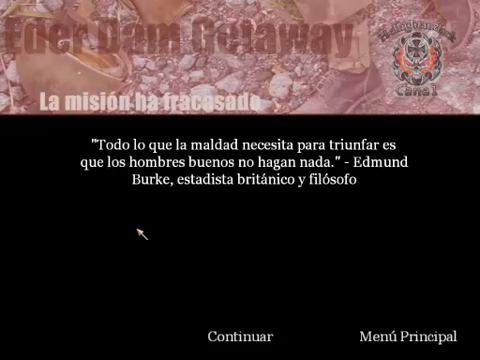 Eder Dam Getaway
La misión ha fracasado
"Todo lo que la maldad necesita para triunfar es
que los hombres buenos no hagan nada." - Edmund
Burke, estadista británico y filósofo
Continuar
Menú Principal